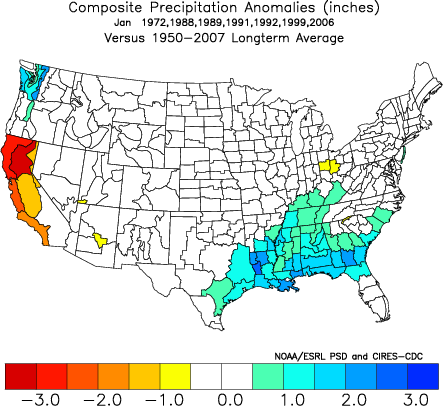 Composite Precipitation Anomalies (inches)
Jan 1972,1988,1989,1991,1992,1999,2006
Versus 1950–2007 Longterm Average
NOAA/ESRL PSD and CIRES–CDC
−3.0 −2.0 −1.0 0.0 1.0 2.0 3.0